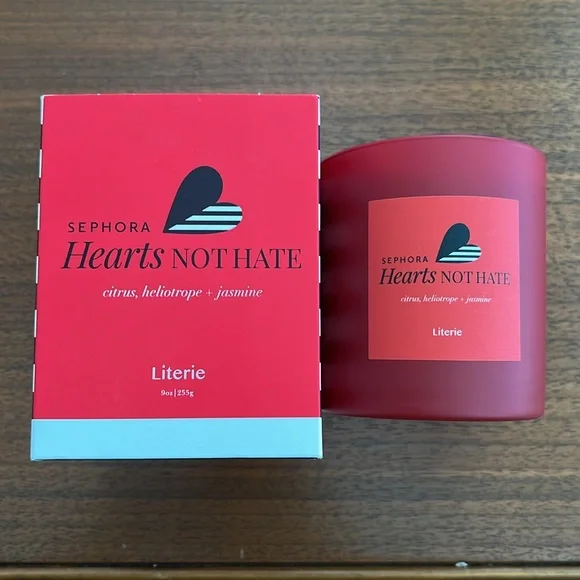 SEPHORA
Hearts NOT HATE
citrus, heliotrope + jasmine
Literie
9oz | 255g
SEPHORA
Hearts NOT HATE
citrus, heliotrope + jasmine
Literie